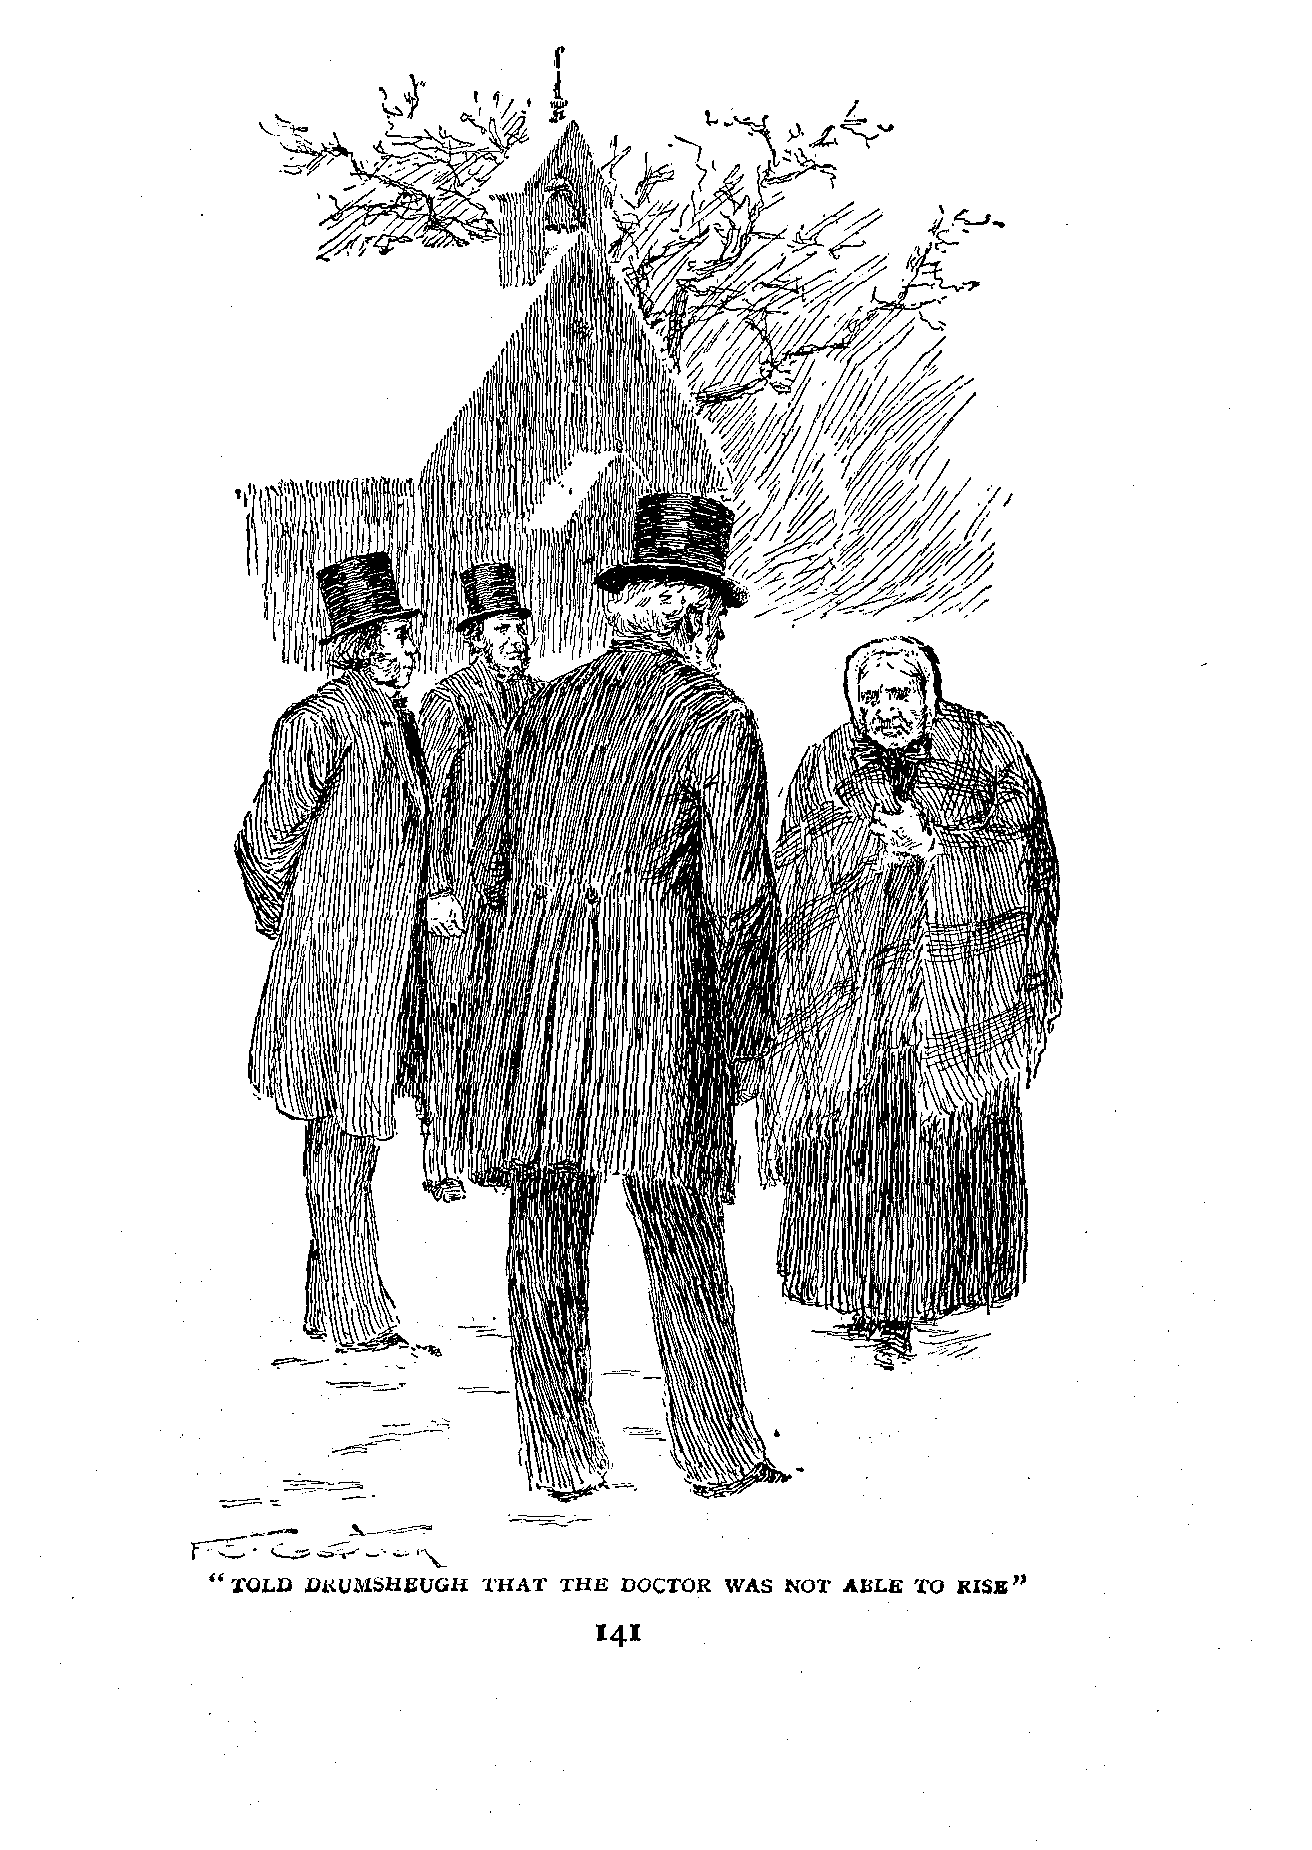 "TOLD DRUMSHEUGH THAT THE DOCTOR WAS NOT ABLE TO RISE"
141